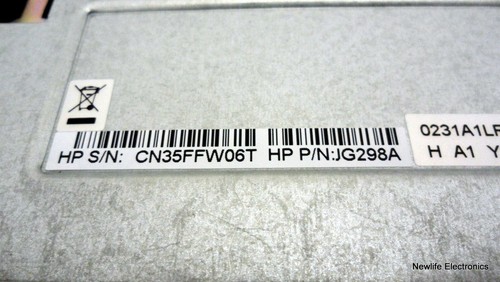 HP S/N: CN35FFW06T HP P/N:JG298A
0231A1LF
H A1 Y
Newlife Electronics